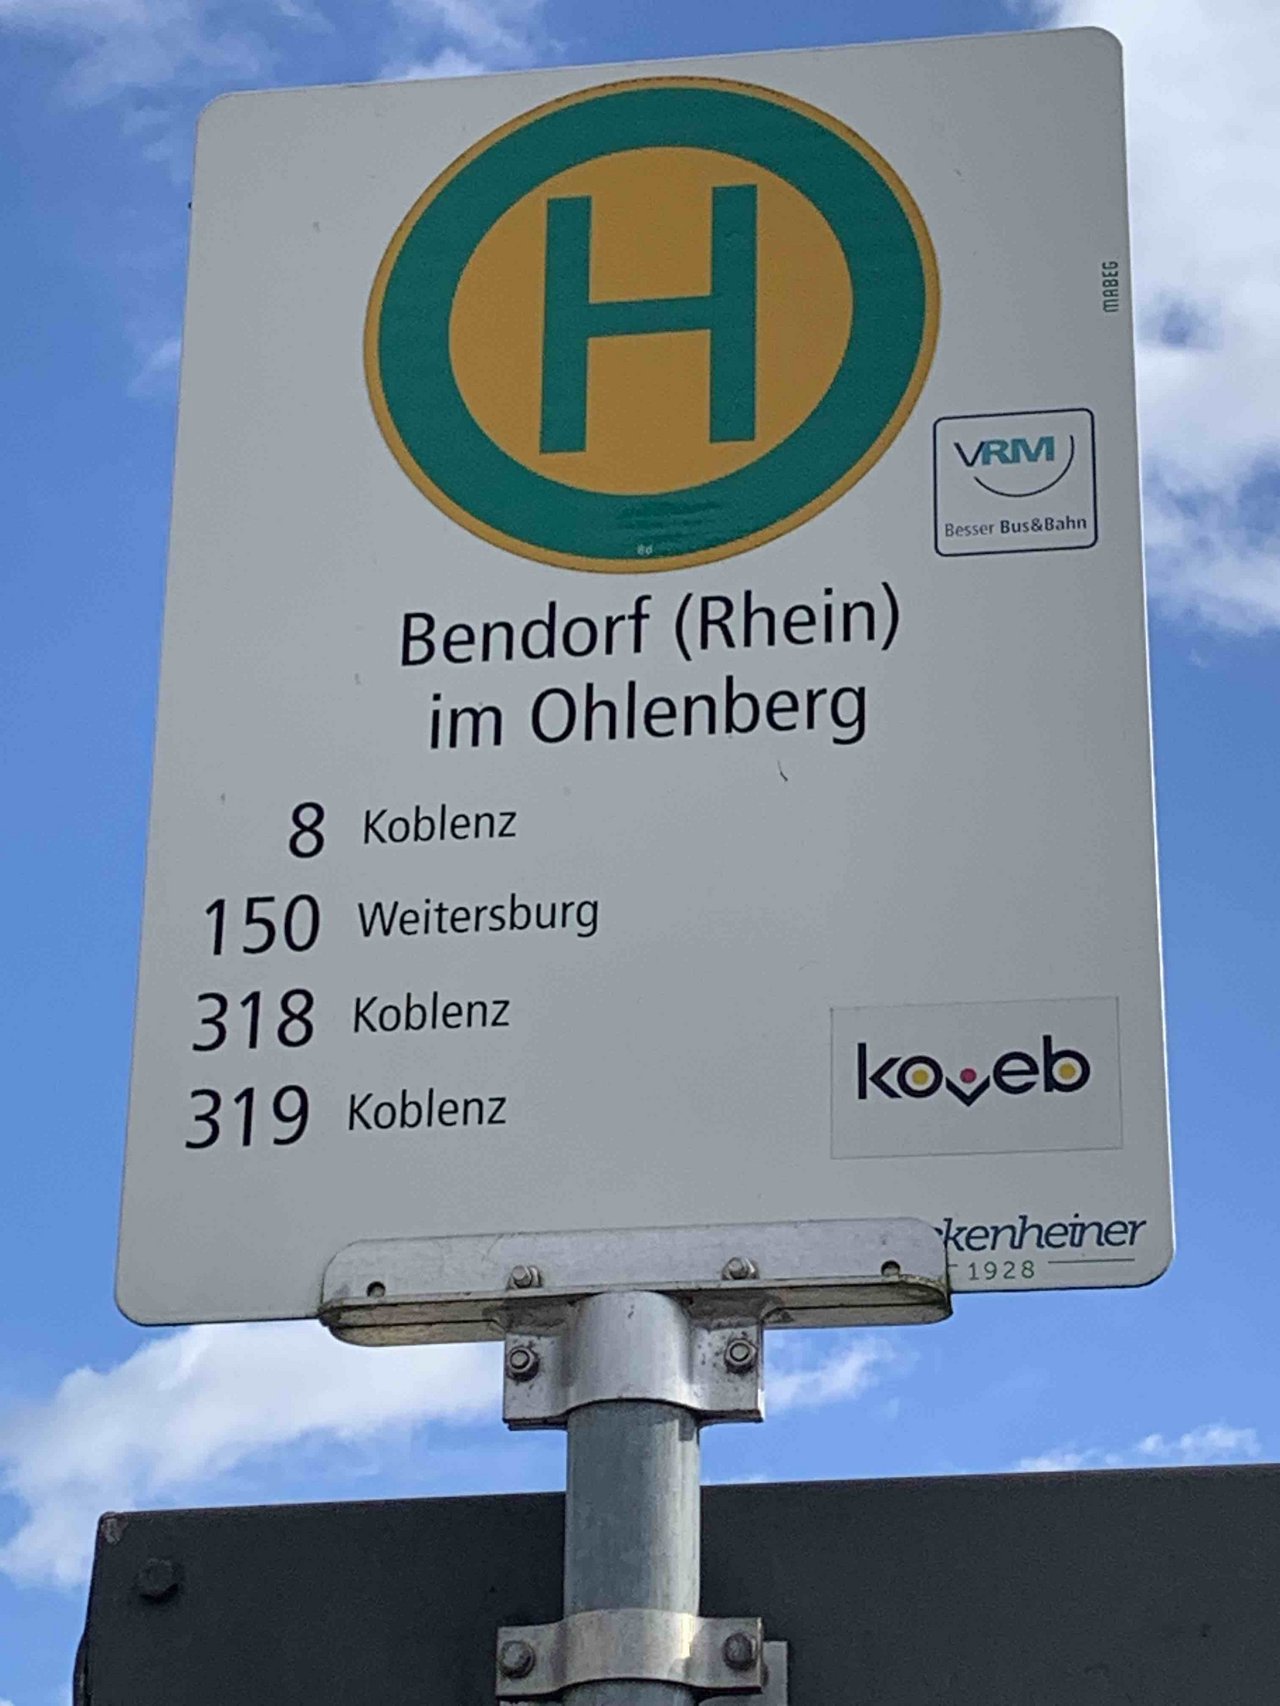 H
MABEG
VRM
Besser Bus&Bahn
Bendorf (Rhein)
im Ohlenberg
8 Koblenz
150 Weitersburg
318 Koblenz
319 Koblenz
koveb
1928